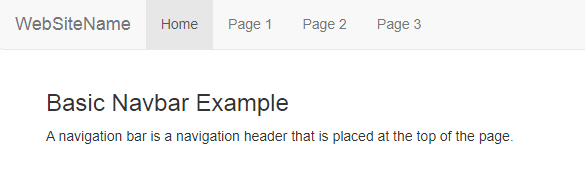 WebSiteName Home Page 1 Page 2 Page 3
Basic Navbar Example
A navigation bar is a navigation header that is placed at the top of the page.